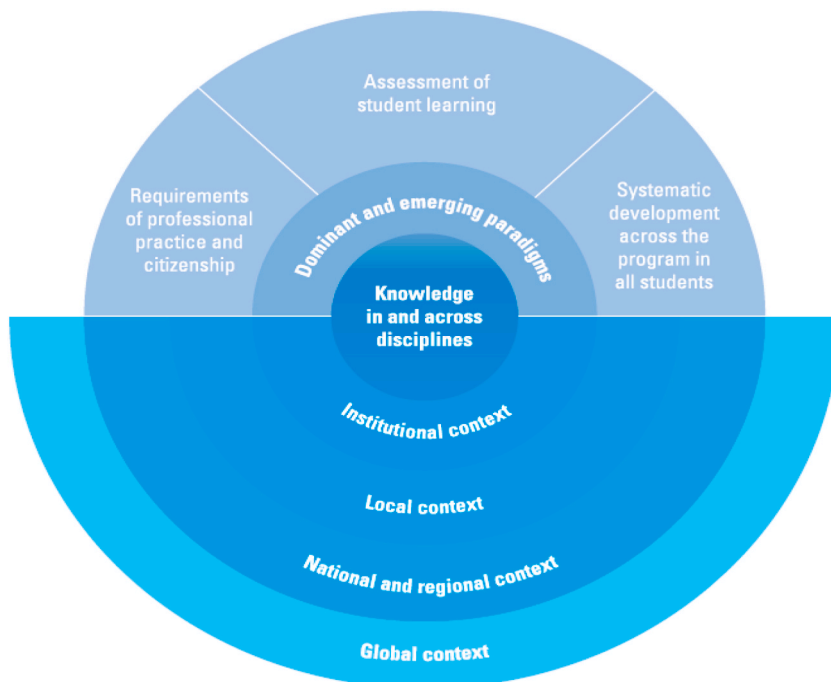 Assessment of
student learning
Requirements
of professional
practice and
citizenship
Dominant and emerging paradigms
Systematic
development
across the
program in
all students
Knowledge
in and across
disciplines
Institutional context
Local context
National and regional context
Global context